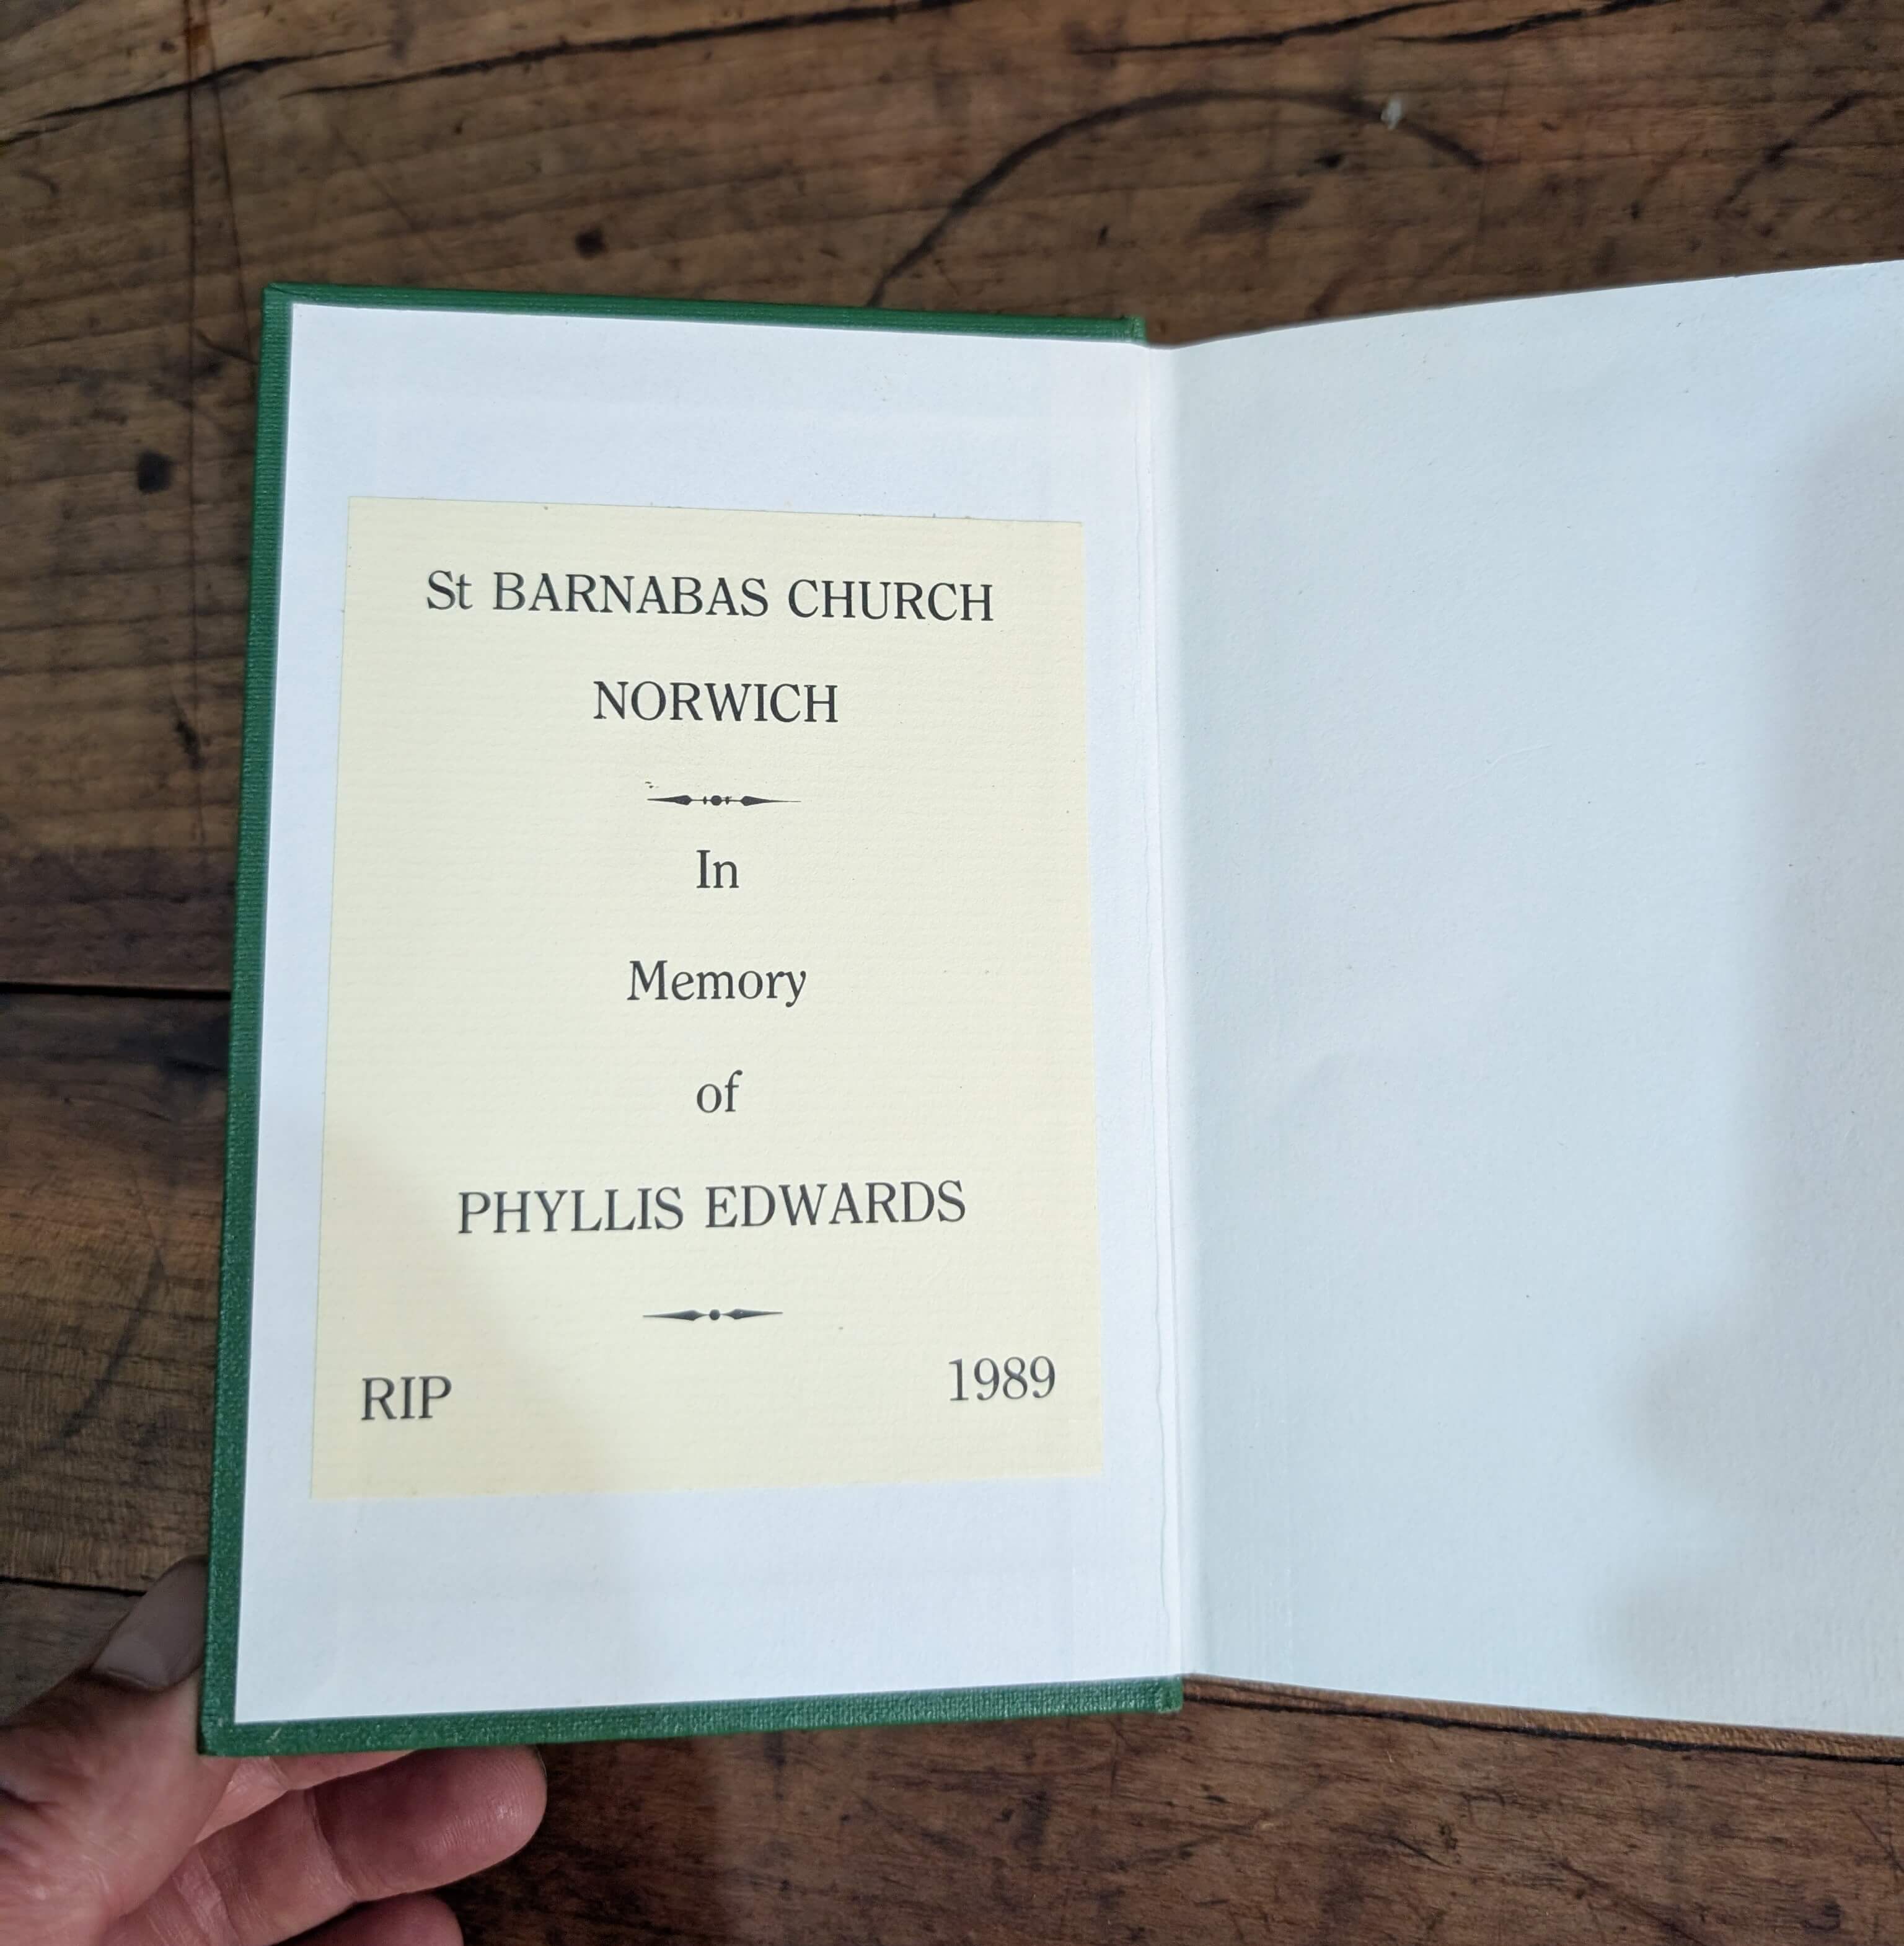 St BARNABAS CHURCH
NORWICH
In
Memory
of
PHYLLIS EDWARDS
RIP 1989